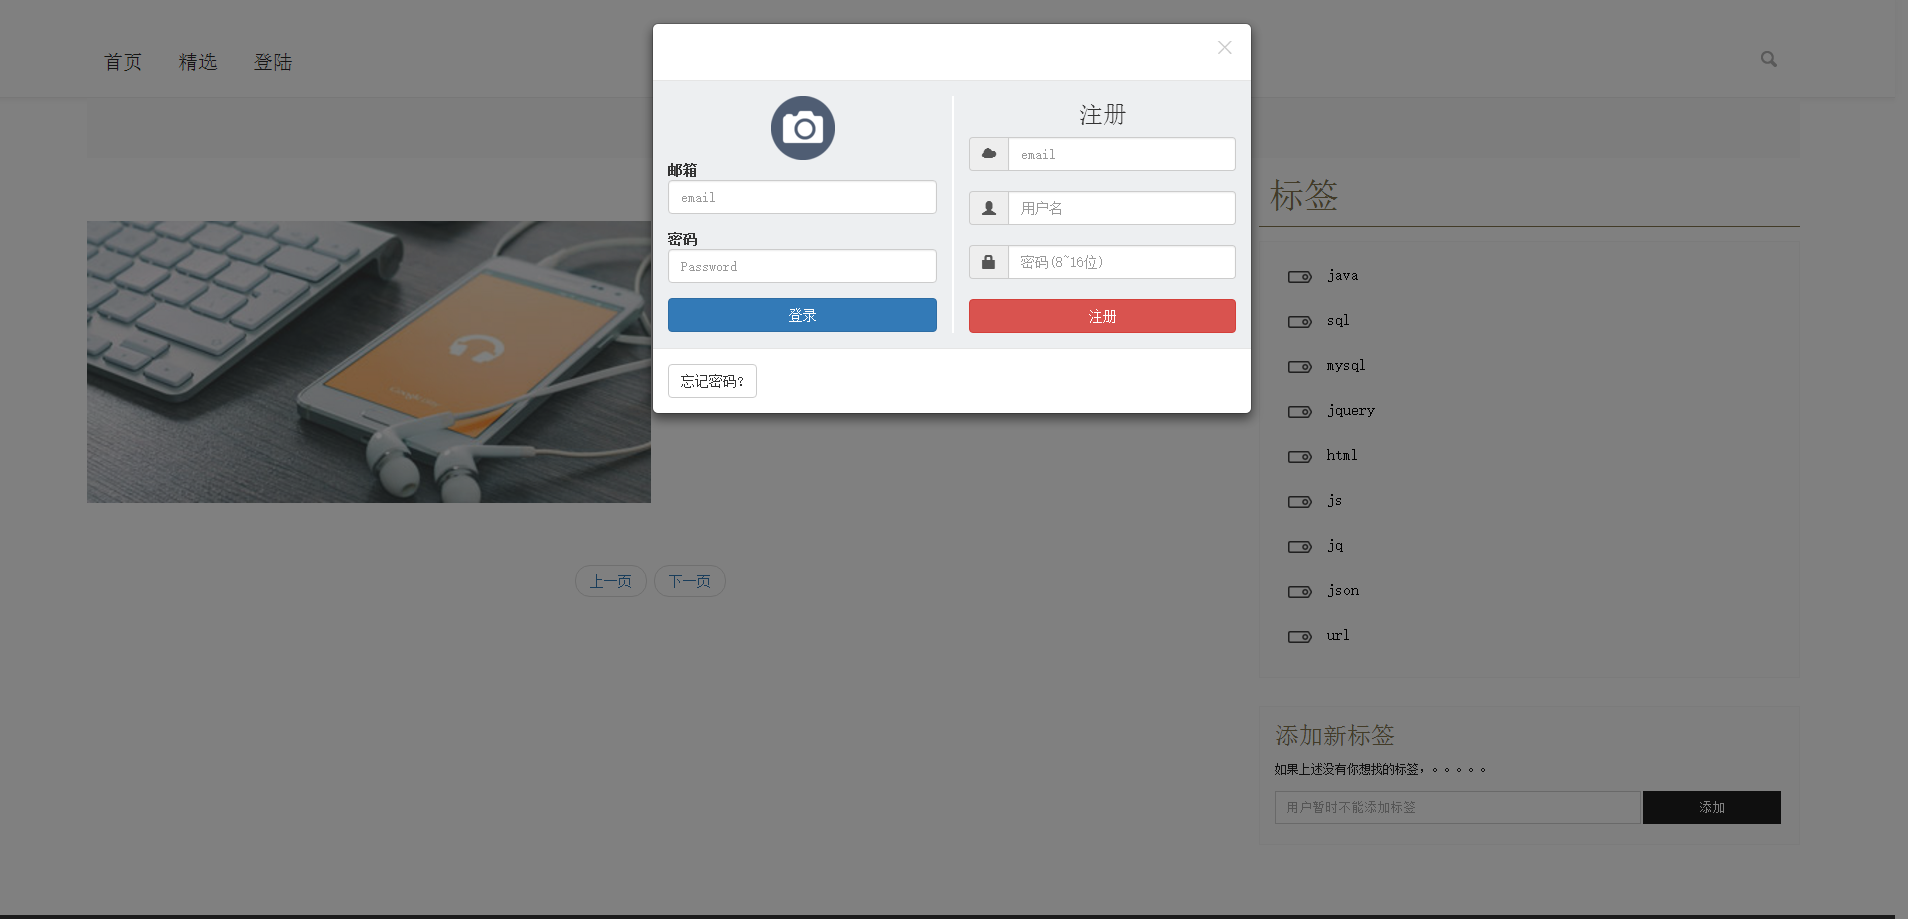 首页 精选 登陆
×
邮箱
email
密码
Password
登录
注册
email
用户名
密码(8~16位)
注册
忘记密码?
上一页 下一页
标签
java
sql
mysql
jquery
html
js
jq
json
url
添加新标签
如果上述没有你想找的标签，。。。。。
用户暂时不能添加标签 添加